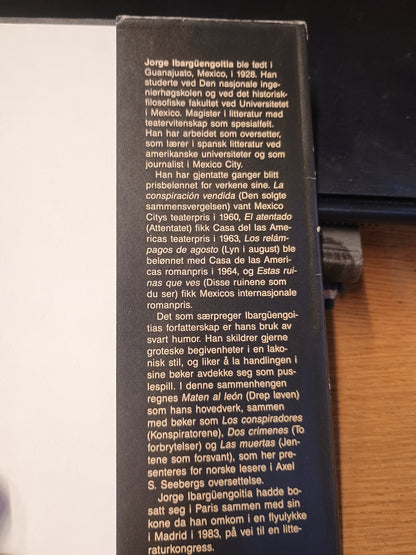 Jorge Ibargüengoitia ble født i
Guanajuato, Mexico, i 1928. Han
studerte ved Den nasjonale inge-
niørhøgskolen og ved det historisk-
filosofiske fakultet ved Universitetet
i Mexico. Magister i litteratur med
teatervitenskap som spesialfelt.
Han har arbeidet som oversetter,
som lærer i spansk litteratur ved
amerikanske universiteter og som
journalist i Mexico City.
Han har gjentatte ganger blitt
prisbelønnet for verkene sine. La
conspiración vendida (Den solgte
sammensvergelsen) vant Mexico
Citys teaterpris i 1960, El atentado
(Attentatet) fikk Casa del las Ame-
ricas teaterpris i 1963, Los relám-
pagos de agosto (Lyn i august) ble
belønnet med Casa de las Ameri-
cas romanpris i 1964, og Estas rui-
nas que ves (Disse ruinene som
du ser) fikk Mexicos internasjonale
romanpris.
Det som særpreger Ibargüengoi-
tias forfatterskap er hans bruk av
svart humor. Han skildrer gjerne
groteske begivenheter i en lako-
nisk stil, og liker å la handlingen i
sine bøker avdekke seg som pus-
lespill. I denne sammenhengen
regnes Maten al león (Drep løven)
som hans hovedverk, sammen
med bøker som Los conspiradores
(Konspiratorene), Dos crimenes (To
forbrytelser) og Las muertas (Jen-
tene som forsvant), som her pre-
senteres for norske lesere i Axel
S. Seebergs oversettelse.
Jorge Ibargüengoitia hadde bo-
satt seg i Paris sammen med sin
kone da han omkom i en flyulykke
i Madrid i 1983, på vei til en litte-
raturkongress.